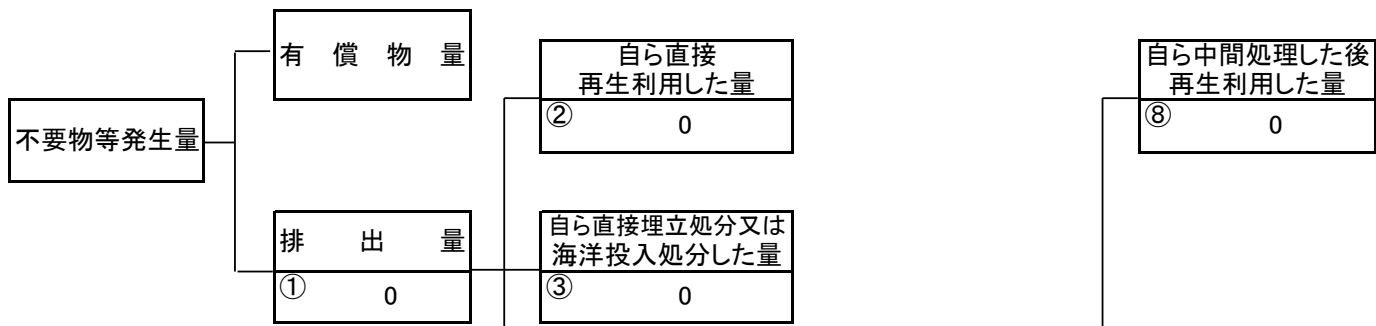 不要物等発生量
有償物量
排出量
① 0
自ら直接
再生利用した量
② 0
自ら直接埋立処分又は
海洋投入処分した量
③ 0
自ら中間処理した後
再生利用した量
⑧ 0